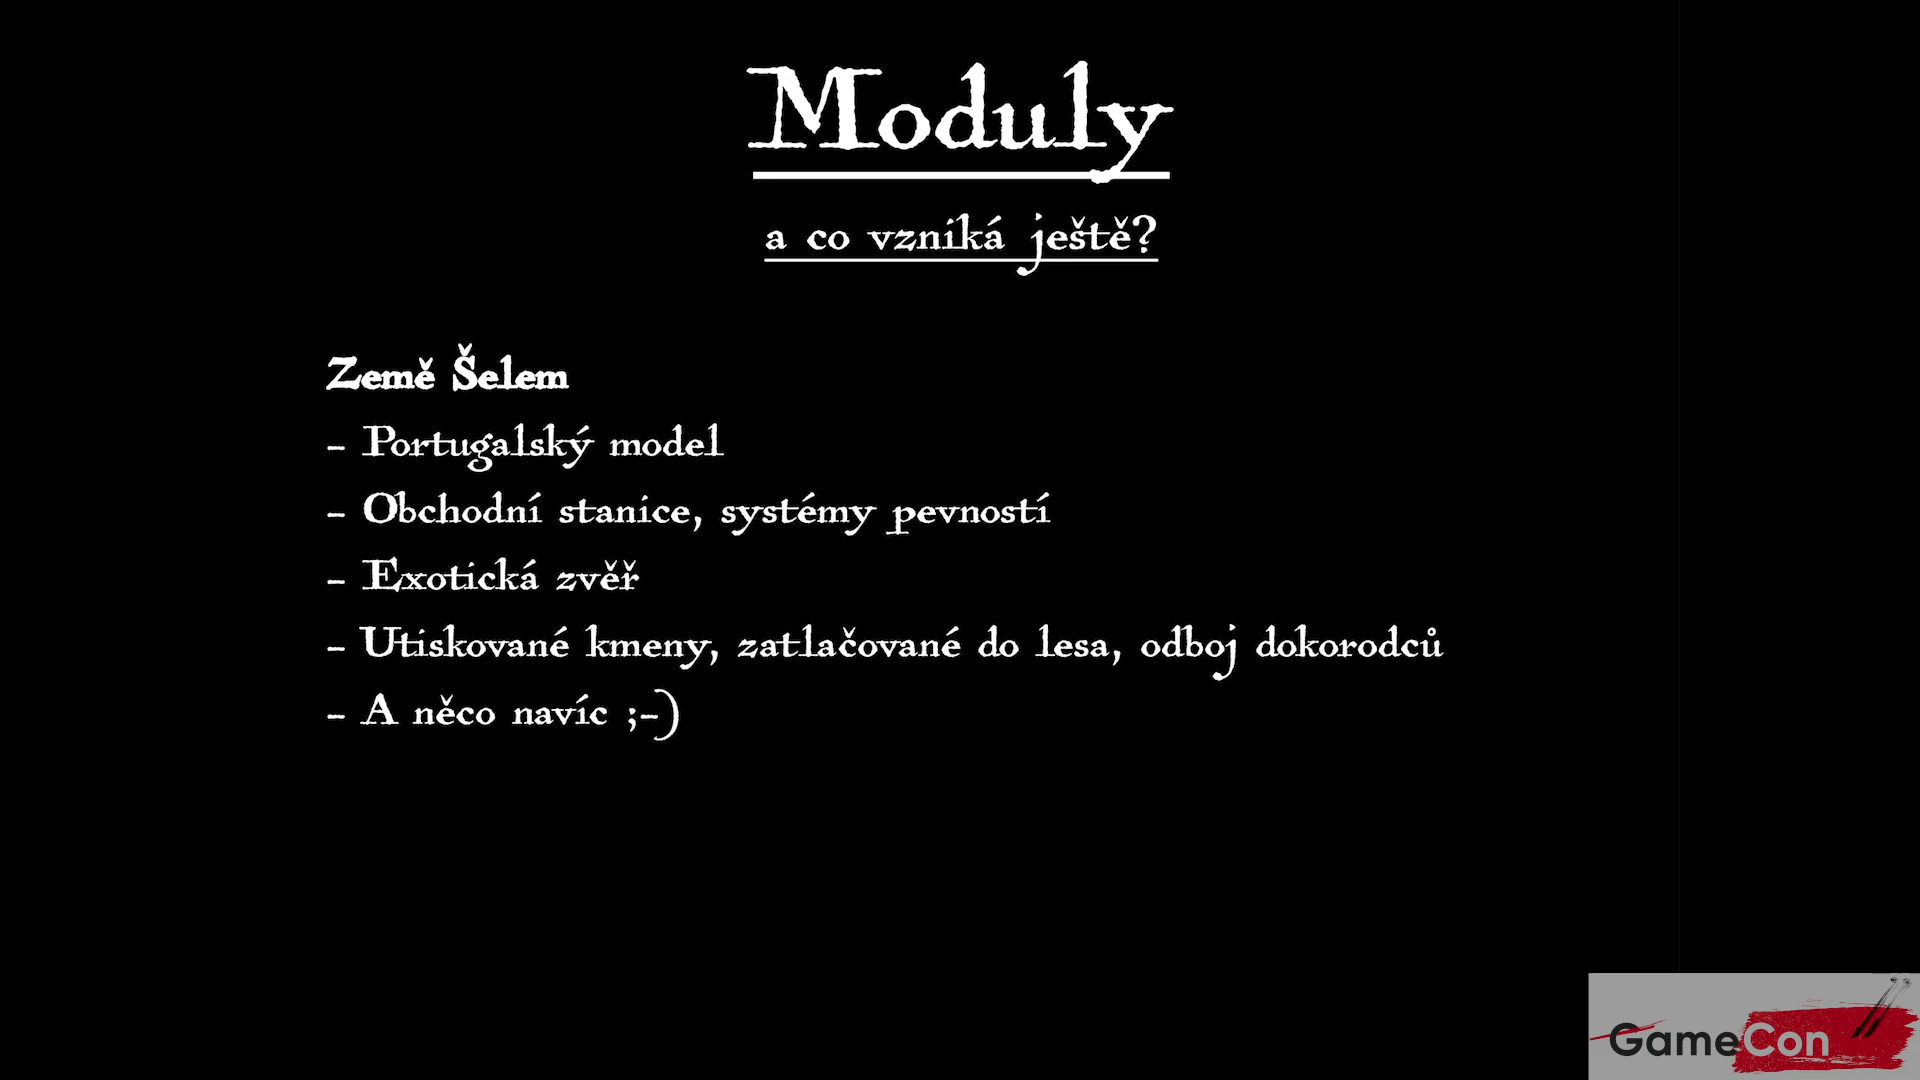 Moduly
a co vzniká ještě?
Země Šelem
- Portugalský model
- Obchodní stanice, systémy pevností
- Exotická zvěř
- Utiskované kmeny, zatlačované do lesa, odboj dokorodců
- A něco navíc ;-)
GameCon